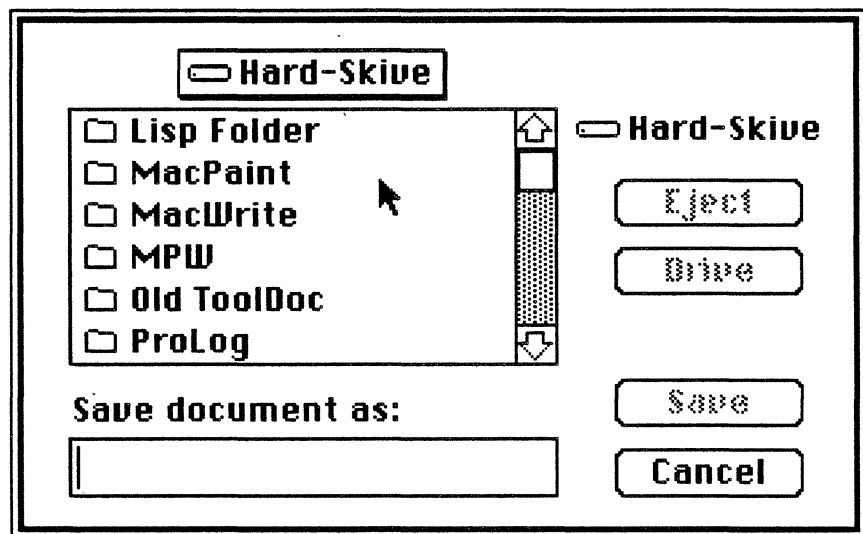 Hard-Skive
Lisp Folder
MacPaint
MacWrite
MPW
Old ToolDoc
ProLog
Hard-Skive
Eject
Drive
Save document as:
Save
Cancel